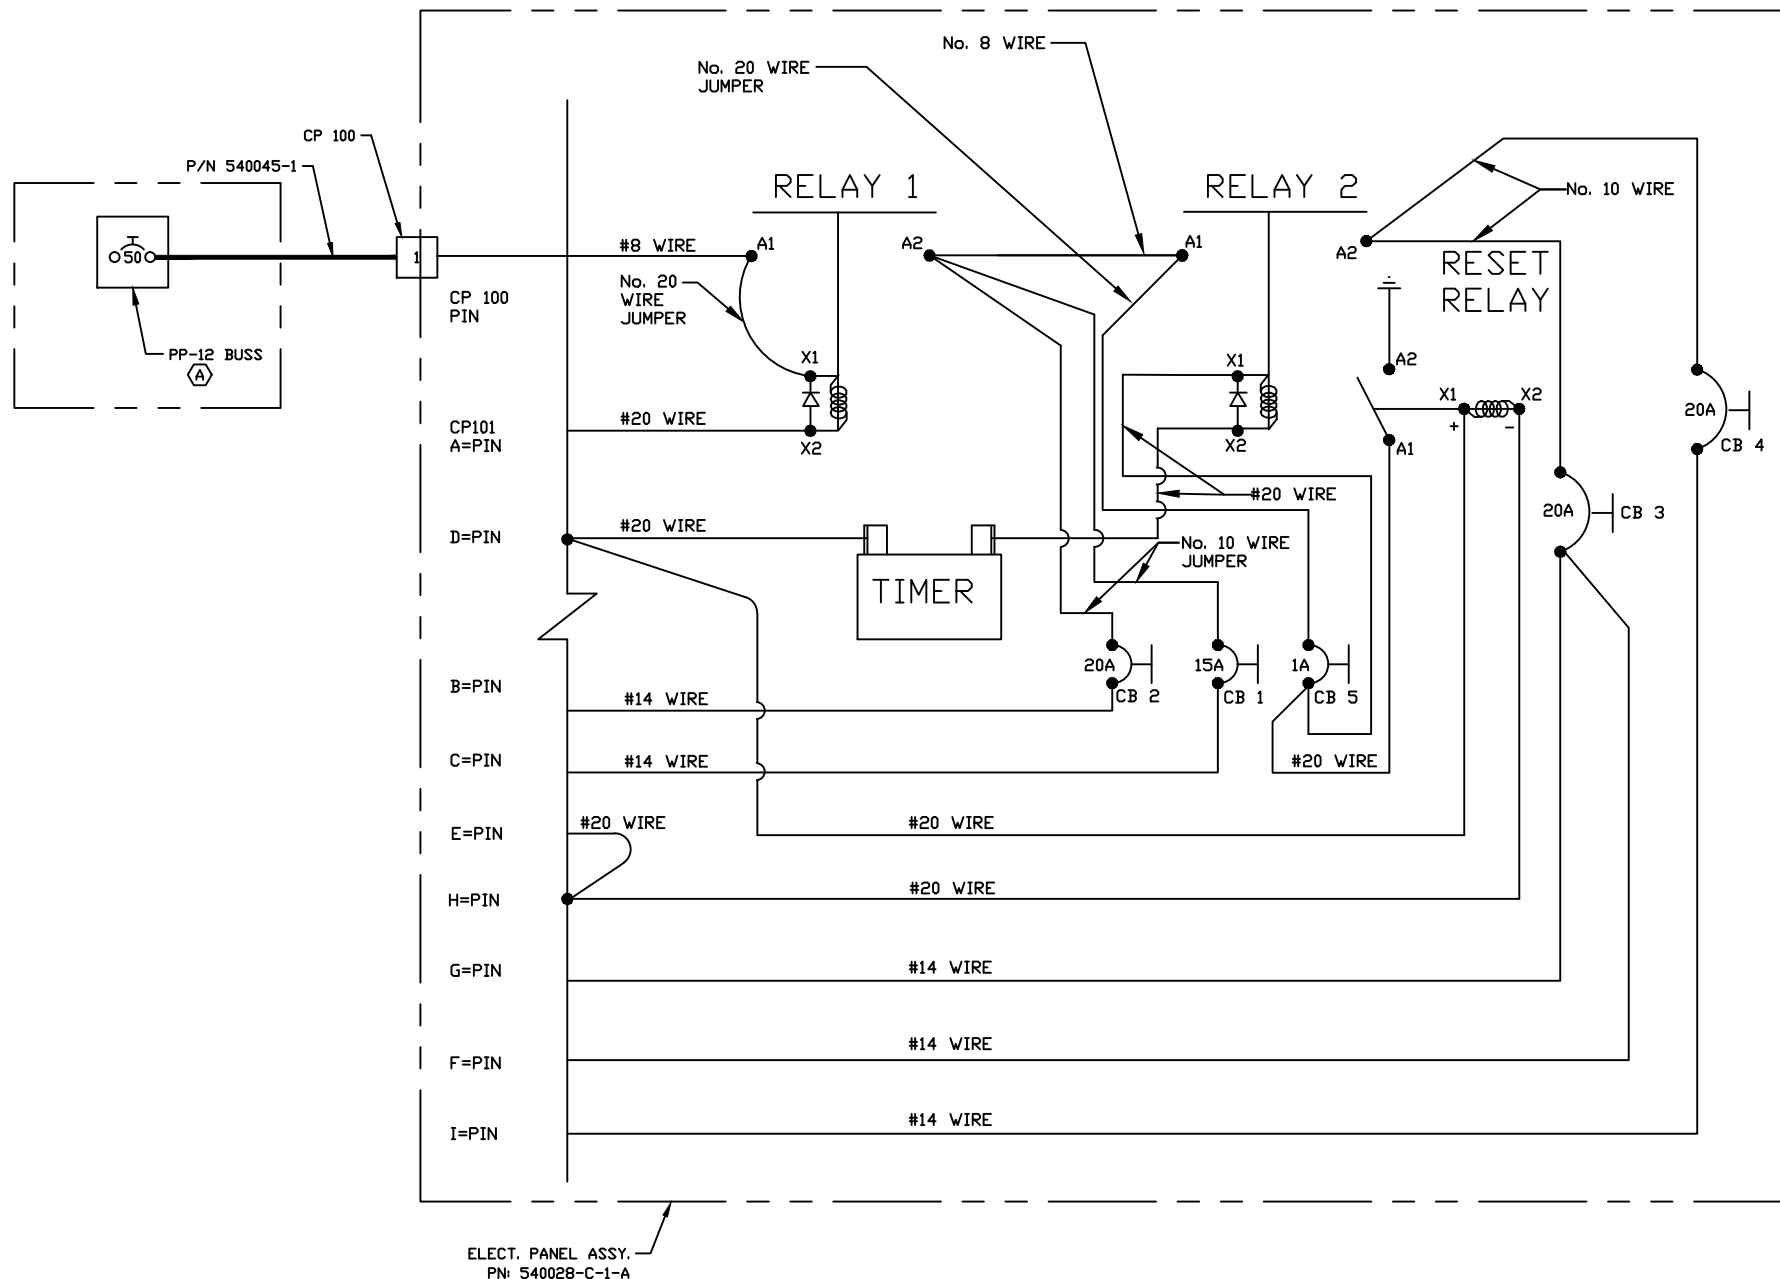 No. 8 WIRE
No. 20 WIRE
JUMPER
CP 100
P/N 540045-1
RELAY 1
RELAY 2
No. 10 WIRE
50
1
#8 WIRE
A1
A2
A1
A2
RESET
RELAY
No. 20
WIRE
JUMPER
CP 100
PIN
PP-12 BUSS
A
X1
X1
A2
X1
X2
+
-
20A
CB 4
CP101
A=PIN
#20 WIRE
X2
X2
A1
#20 WIRE
20A
CB 3
D=PIN
#20 WIRE
No. 10 WIRE
JUMPER
TIMER
20A
CB 2
15A
CB 1
1A
CB 5
B=PIN
#14 WIRE
C=PIN
#14 WIRE
#20 WIRE
E=PIN
#20 WIRE
#20 WIRE
H=PIN
#20 WIRE
G=PIN
#14 WIRE
F=PIN
#14 WIRE
I=PIN
#14 WIRE
ELECT. PANEL ASSY.
PN: 540028-C-1-A